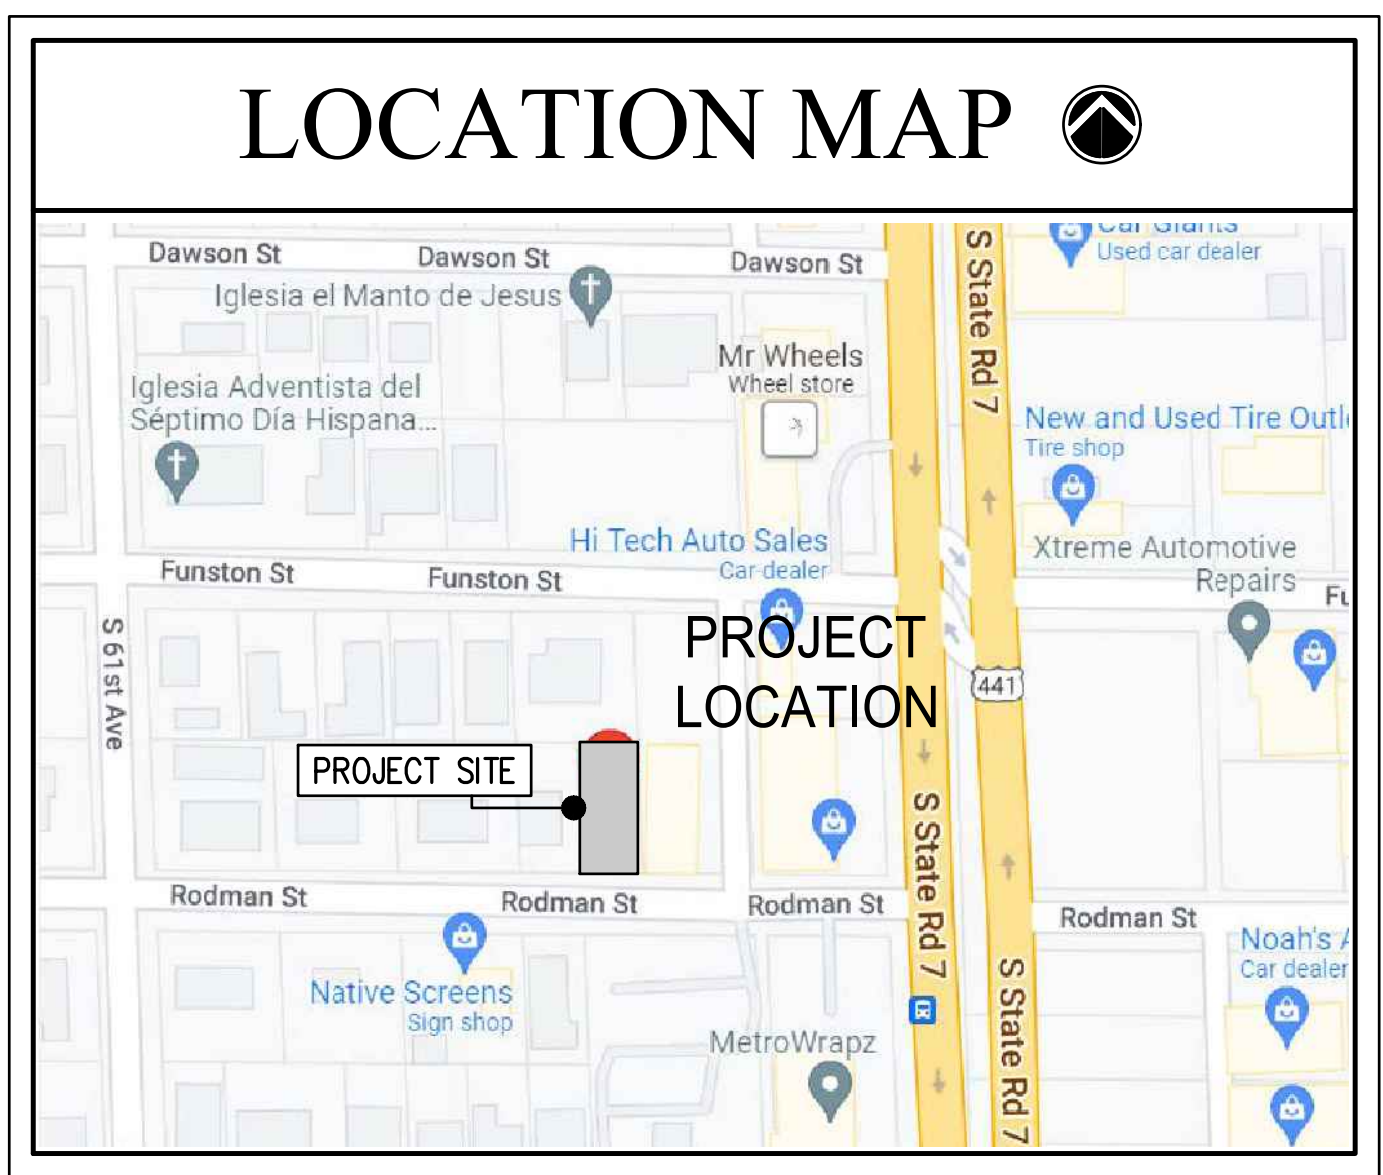 LOCATION MAP
Car Giants
Used car dealer
Dawson St
Dawson St
Dawson St
S State Rd 7
Iglesia el Manto de Jesus
Mr Wheels
Wheel store
Iglesia Adventista del
Séptimo Día Hispana...
New and Used Tire Outl
Tire shop
Hi Tech Auto Sales
Car dealer
Xtreme Automotive
Repairs
Funston St
Funston St
Fu
S 61st Ave
PROJECT
LOCATION
441
PROJECT SITE
S State Rd 7
Rodman St
Rodman St
Rodman St
Rodman St
Noah's A
Car dealer
Native Screens
Sign shop
S State Rd 7
MetroWrapz